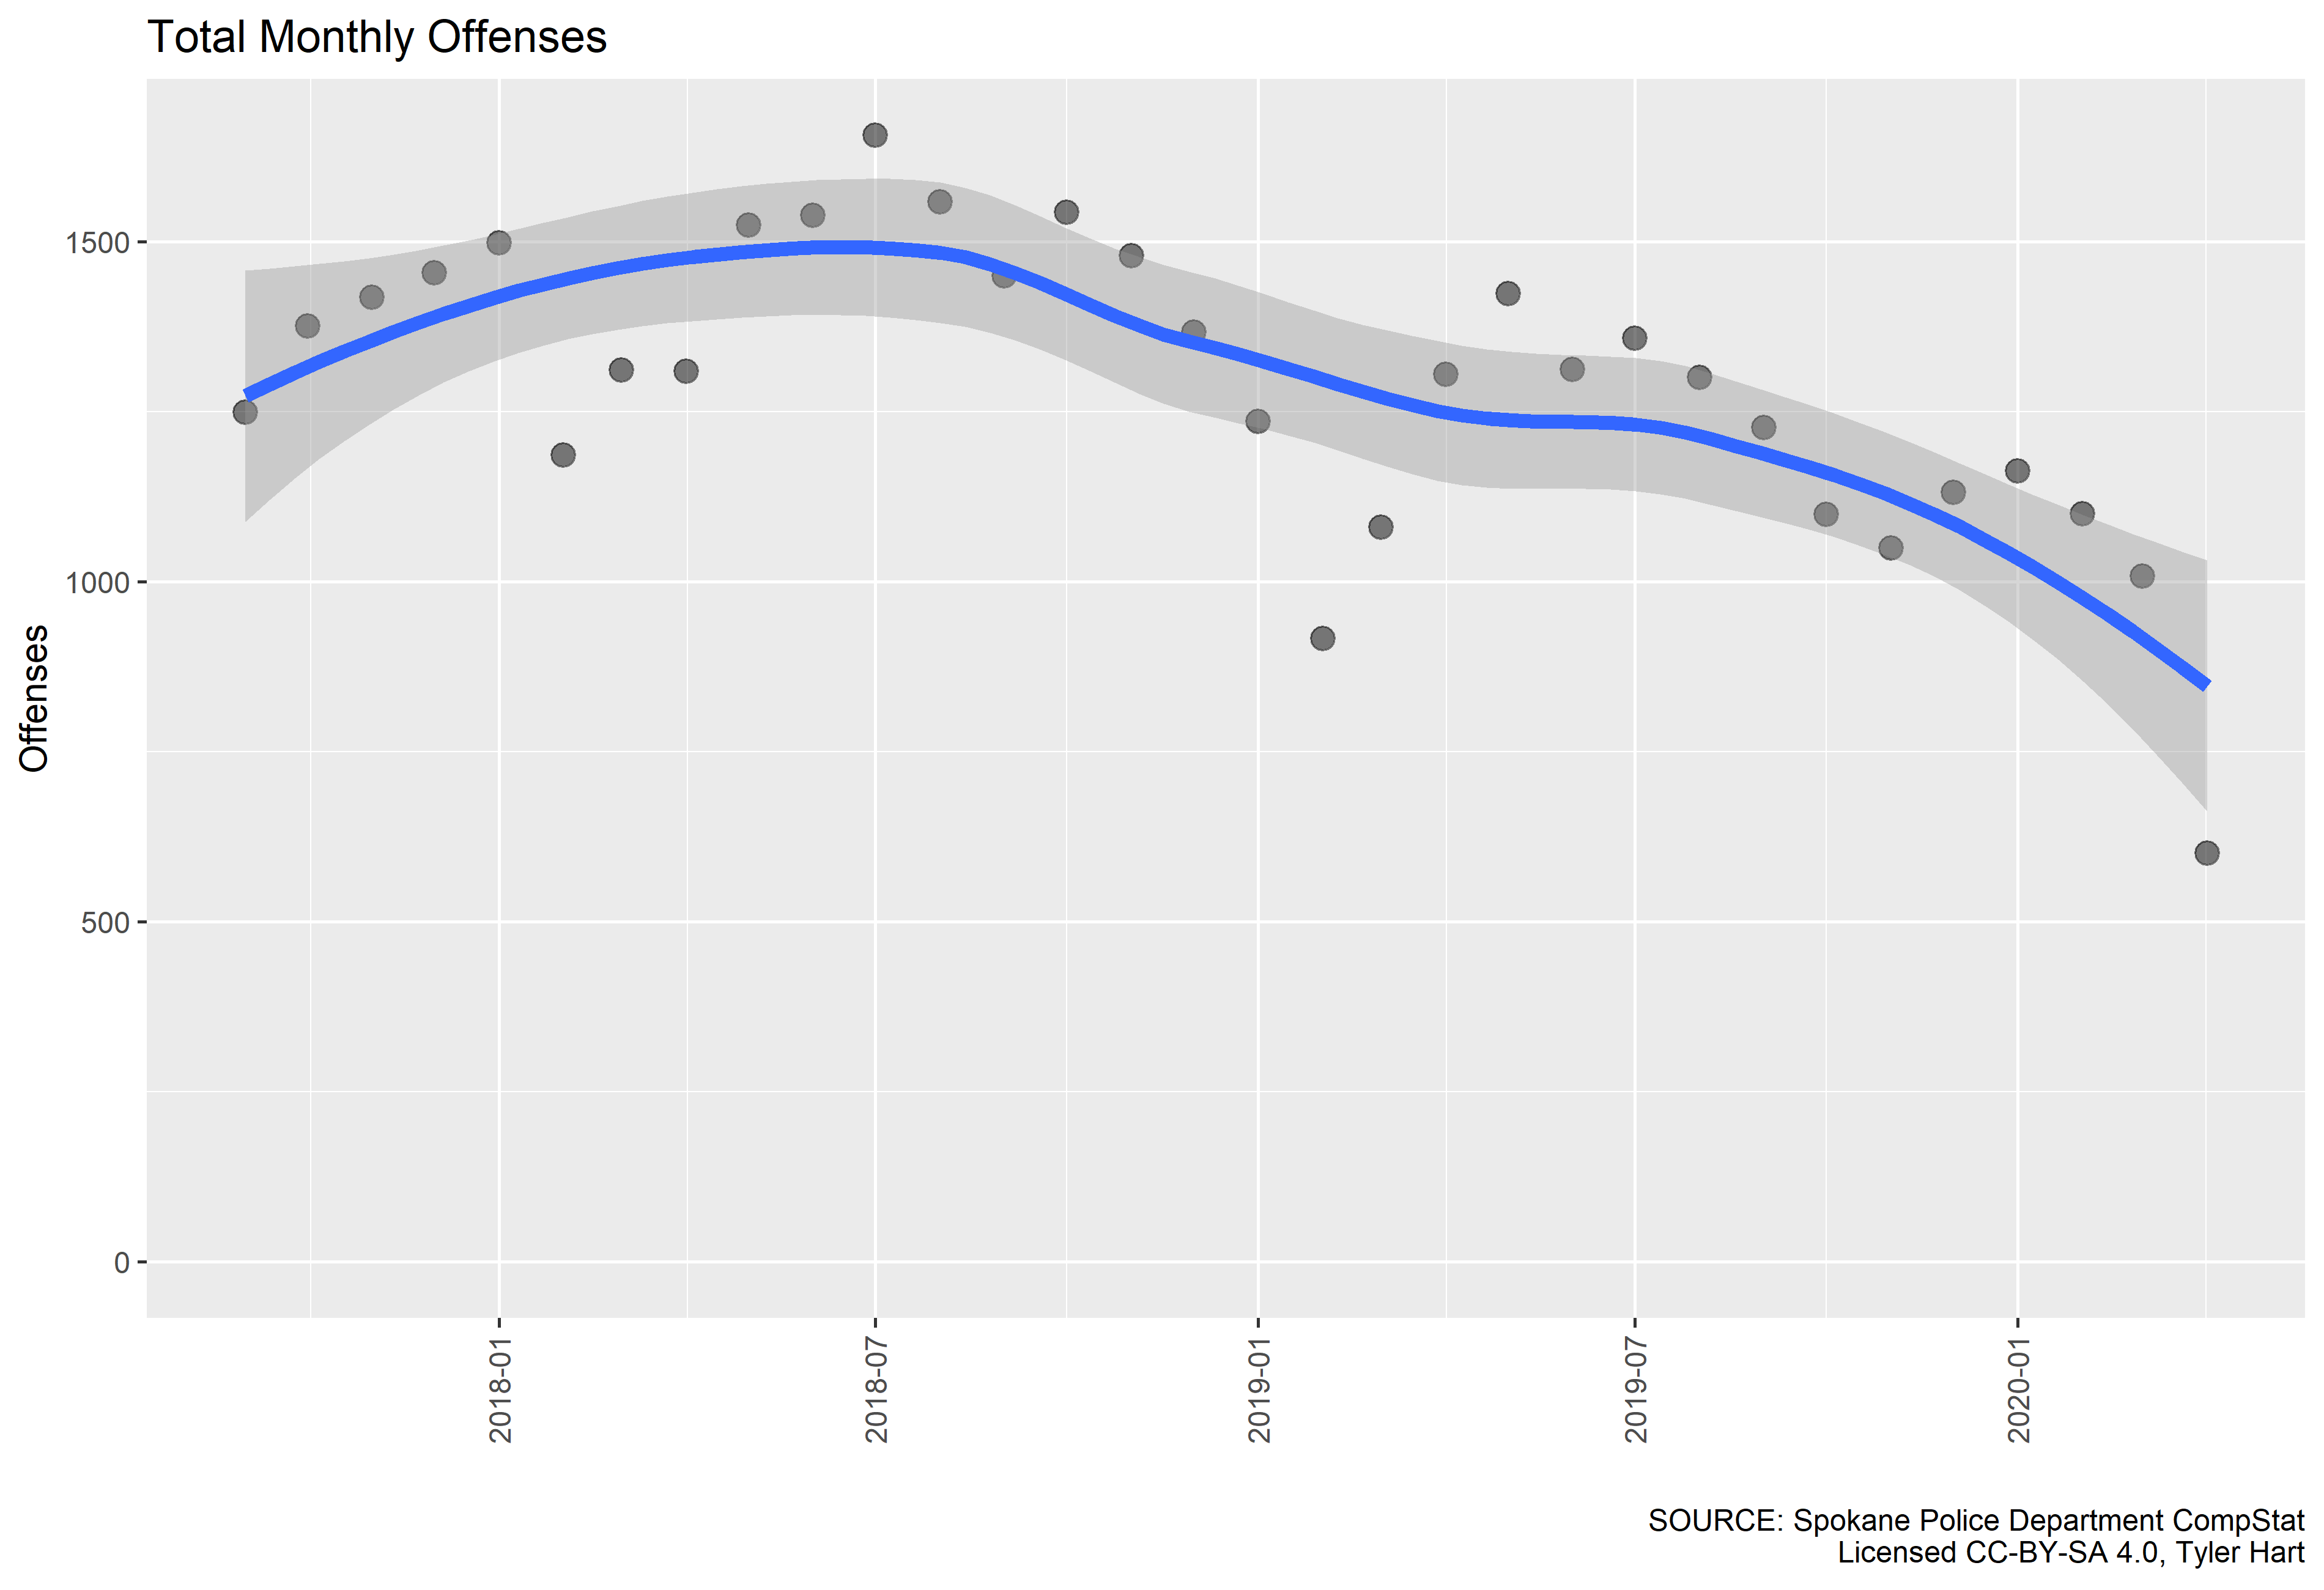 Total Monthly Offenses
Offenses
1500
1000
500
0
2018-01
2018-07
2019-01
2019-07
2020-01
SOURCE: Spokane Police Department CompStat
Licensed CC-BY-SA 4.0, Tyler Hart